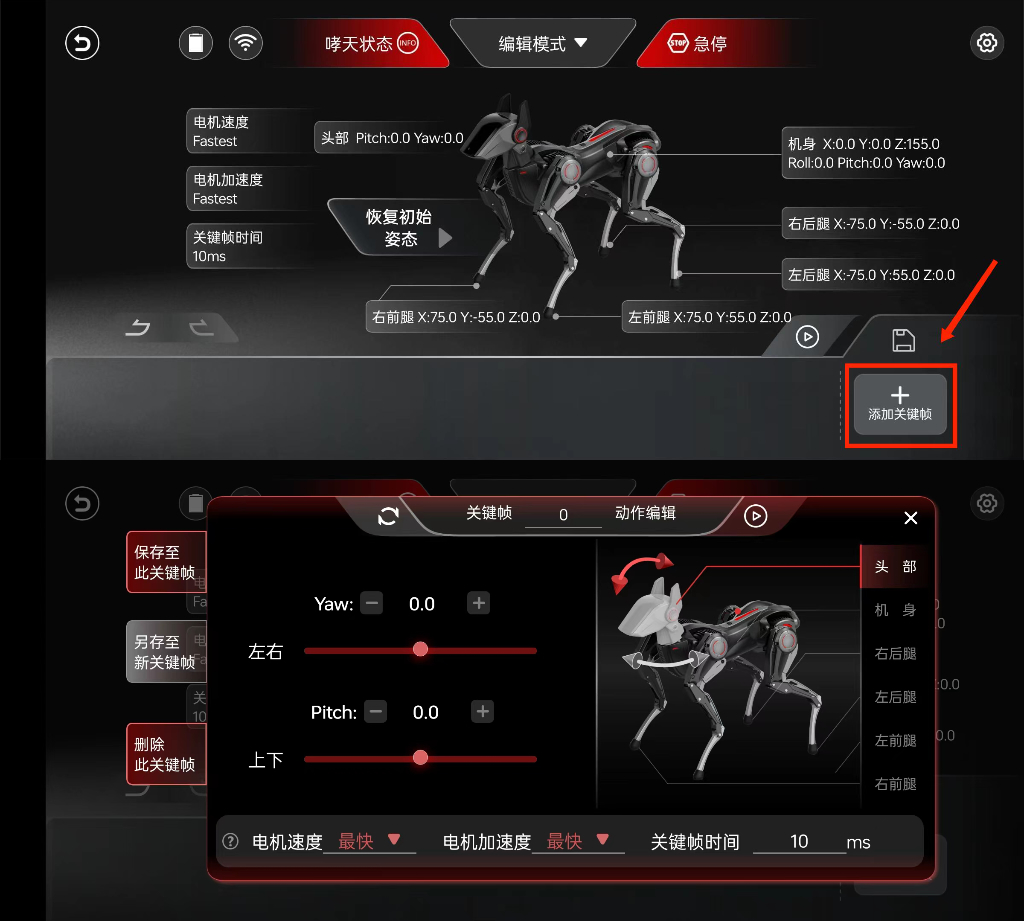 哮天状态 INFO
编辑模式
STOP 急停
电机速度
Fastest
头部 Pitch:0.0 Yaw:0.0
机身 X:0.0 Y:0.0 Z:155.0
Roll:0.0 Pitch:0.0 Yaw:0.0
电机加速度
Fastest
恢复初始
姿态
右后腿 X:-75.0 Y:-55.0 Z:0.0
关键帧时间
10ms
左后腿 X:-75.0 Y:55.0 Z:0.0
右前腿 X:75.0 Y:-55.0 Z:0.0
左前腿 X:75.0 Y:55.0 Z:0.0
添加关键帧
关键帧 0 动作编辑
保存至
此关键帧
另存至
新关键帧
删除
此关键帧
Yaw: 0.0
左右
Pitch: 0.0
上下
头 部
机 身
右后腿
左后腿
左前腿
右前腿
电机速度 最快
电机加速度 最快
关键帧时间 10 ms